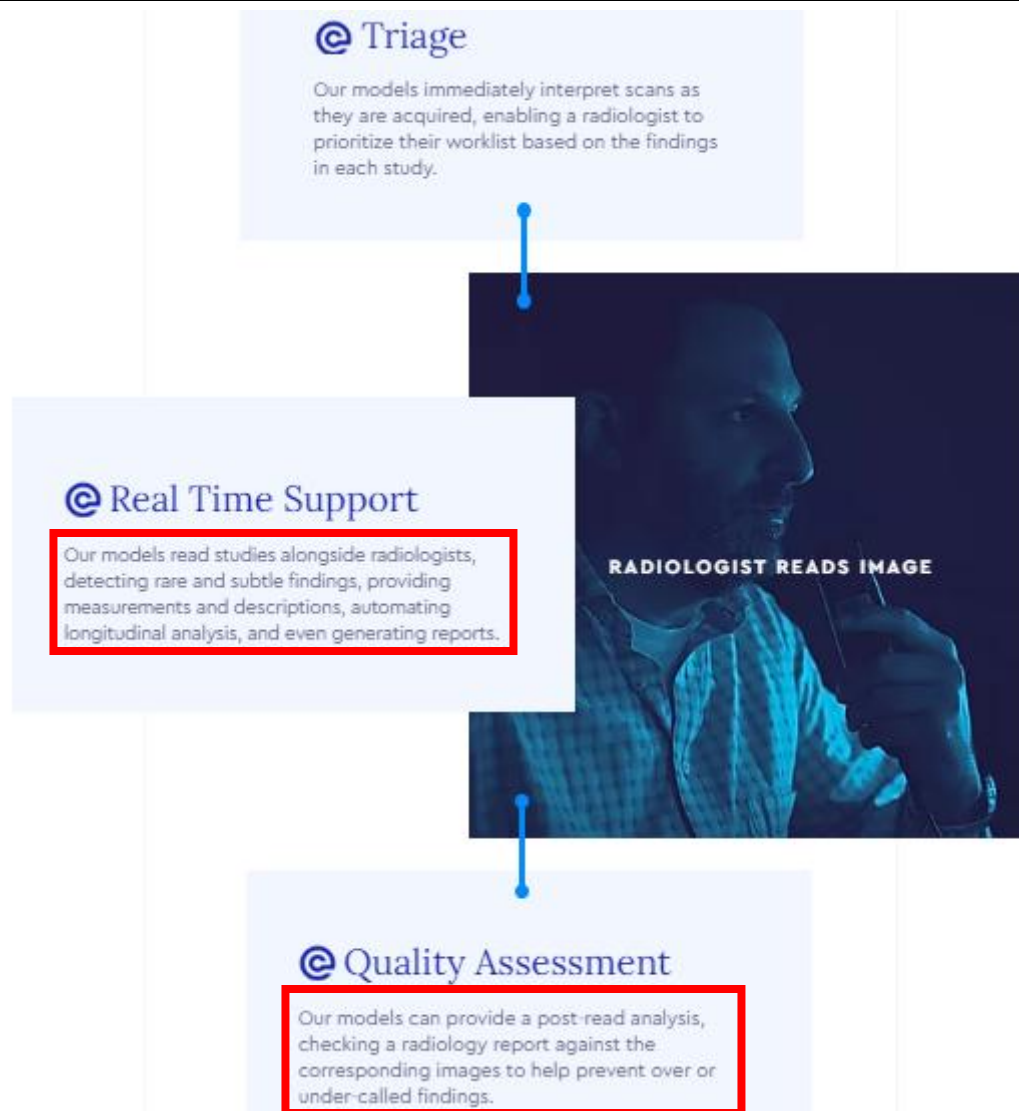 Triage
Our models immediately interpret scans as
they are acquired, enabling a radiologist to
prioritize their worklist based on the findings
in each study.
Real Time Support
Our models read studies alongside radiologists,
detecting rare and subtle findings, providing
measurements and descriptions, automating
longitudinal analysis, and even generating reports.
RADIOLOGIST READS IMAGE
Quality Assessment
Our models can provide a post-read analysis,
checking a radiology report against the
corresponding images to help prevent over or
under-called findings.